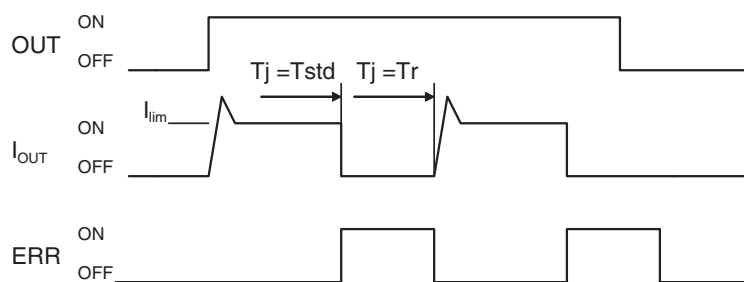 OUT
ON
OFF
Tj =Tstd
Tj =Tr
Ilim
IOUT
ON
OFF
ERR
ON
OFF